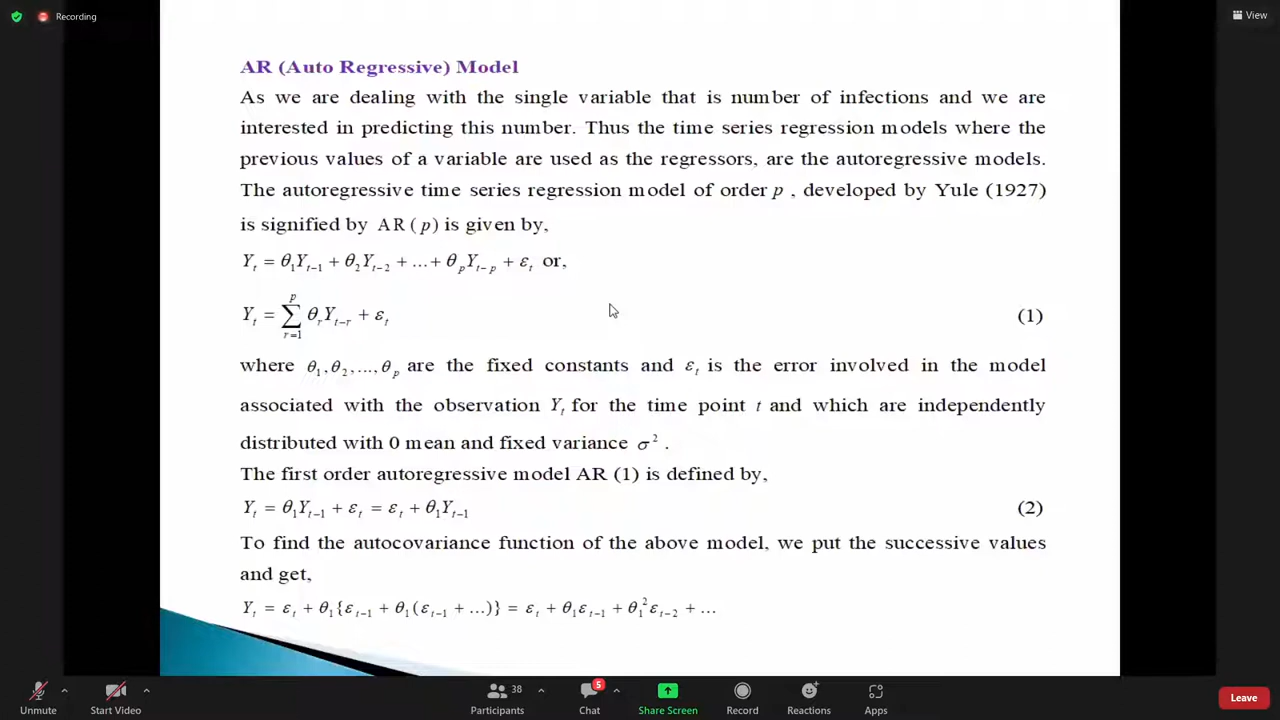 Recording
View
AR (Auto Regressive) Model
As we are dealing with the single variable that is number of infections and we are
interested in predicting this number. Thus the time series regression models where the
previous values of a variable are used as the regressors, are the autoregressive models.
The autoregressive time series regression model of order p , developed by Yule (1927)
is signified by AR ( p) is given by,
Yₜ = θ₁Yₜ₋₁ + θ₂Yₜ₋₂ + ...+ θₚYₜ₋ₚ + εₜ or,
Yₜ = ∑ᵣ₌₁ᵖ θᵣYₜ₋ᵣ + εₜ (1)
where θ₁,θ₂,...,θₚ are the fixed constants and εₜ is the error involved in the model
associated with the observation Yₜ for the time point t and which are independently
distributed with 0 mean and fixed variance σ² .
The first order autoregressive model AR (1) is defined by,
Yₜ = θ₁Yₜ₋₁ + εₜ = εₜ + θ₁Yₜ₋₁ (2)
To find the autocovariance function of the above model, we put the successive values
and get,
Yₜ = εₜ + θ₁{εₜ₋₁ + θ₁(εₜ₋₁ + ...)} = εₜ + θ₁εₜ₋₁ + θ₁²εₜ₋₂ + ...
Unmute
Start Video
38
Participants
5
Chat
Share Screen
Record
Reactions
Apps
Leave